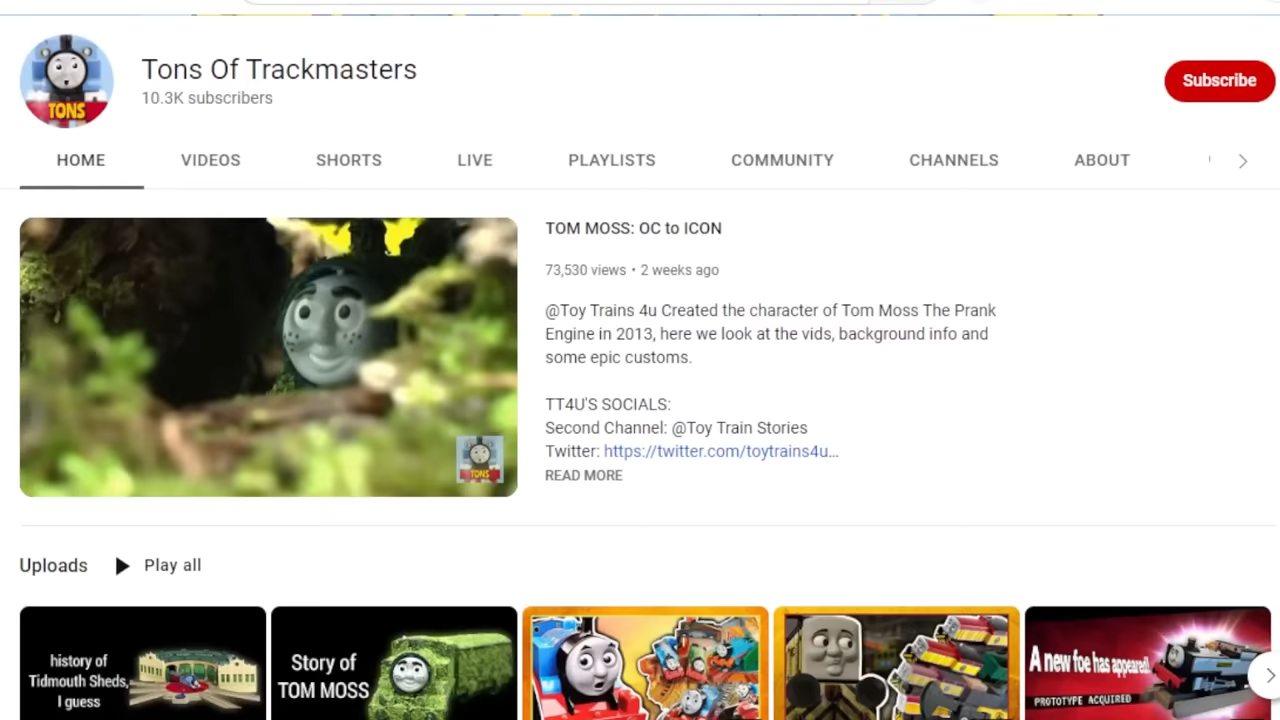 TONS
Tons Of Trackmasters
10.3K subscribers
Subscribe
HOME
VIDEOS
SHORTS
LIVE
PLAYLISTS
COMMUNITY
CHANNELS
ABOUT
TOM MOSS: OC to ICON
73,530 views • 2 weeks ago
@Toy Trains 4u Created the character of Tom Moss The Prank
Engine in 2013, here we look at the vids, background info and
some epic customs.
TT4U'S SOCIALS:
Second Channel: @Toy Train Stories
Twitter: https://twitter.com/toytrains4u...
READ MORE
TONS
Uploads
Play all
history of
Tidmouth Sheds,
I guess
Story of
TOM MOSS
A new foe has appeared!
PROTOTYPE ACQUIRED